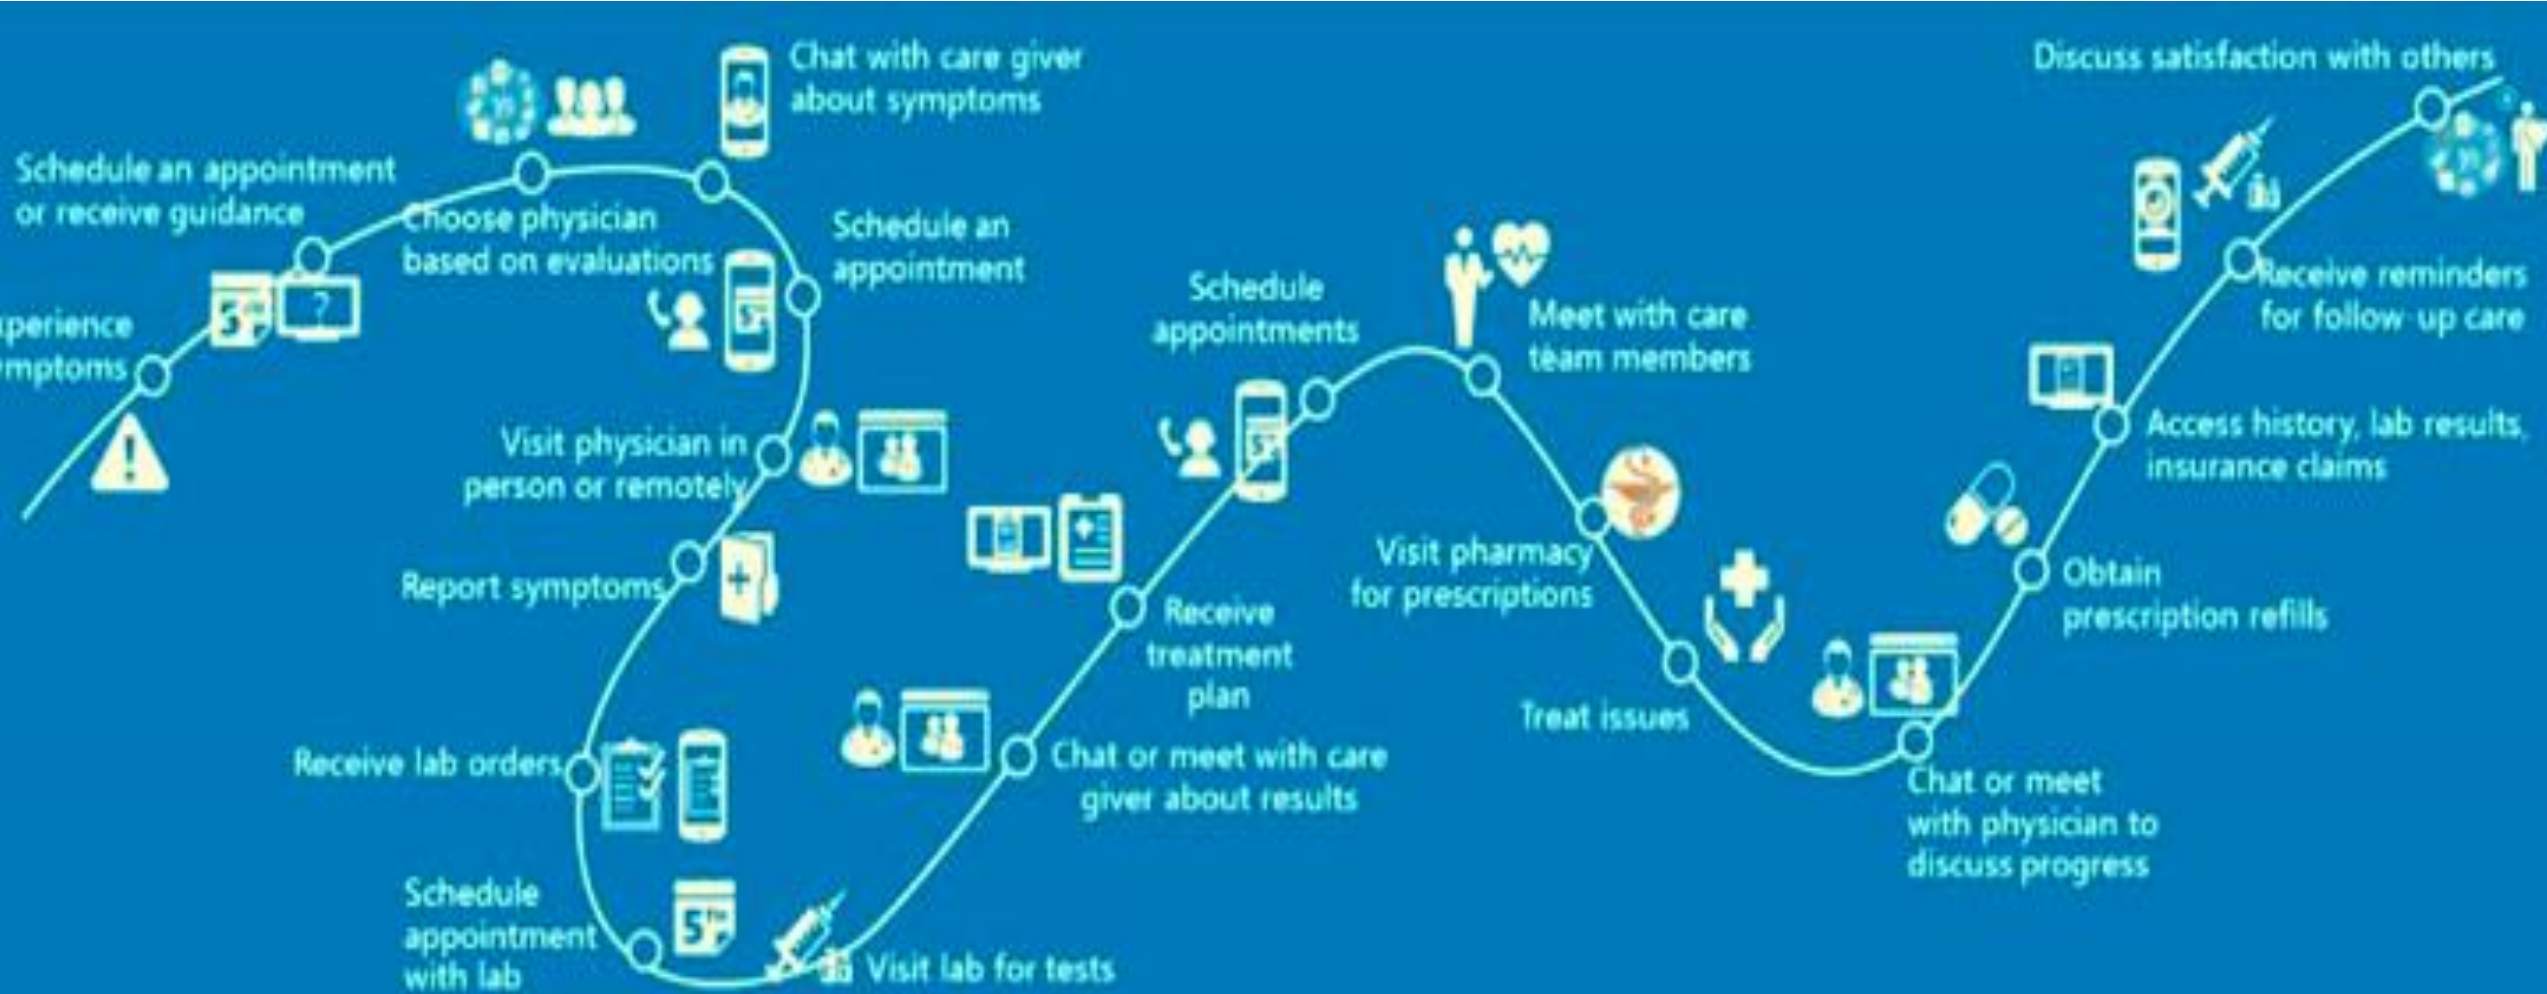 xperience
mptoms
Schedule an appointment
or receive guidance
Choose physician
based on evaluations
Chat with care giver
about symptoms
Schedule an
appointment
Visit physician in
person or remotely
Report symptoms
Receive lab orders
Schedule
appointment
with lab
Visit lab for tests
Chat or meet with care
giver about results
Receive
treatment
plan
Schedule
appointments
Meet with care
team members
Visit pharmacy
for prescriptions
Treat issues
Chat or meet
with physician to
discuss progress
Obtain
prescription refills
Access history, lab results,
insurance claims
Receive reminders
for follow up care
Discuss satisfaction with others